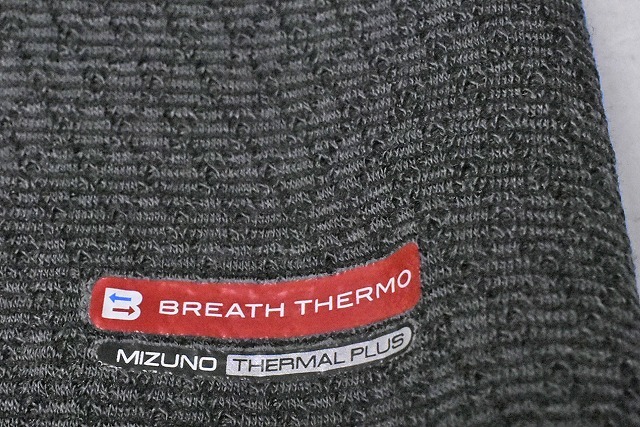 B BREATH THERMO
MIZUNO THERMAL PLUS